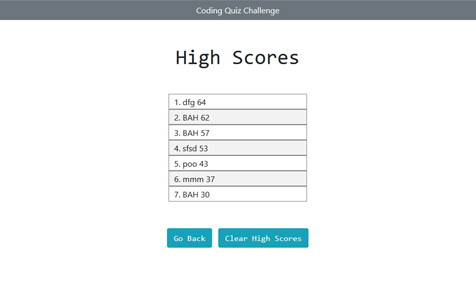 Coding Quiz Challenge
High Scores
1. dfg 64
2. BAH 62
3. BAH 57
4. sfsd 53
5. poo 43
6. mmm 37
7. BAH 30
Go Back Clear High Scores